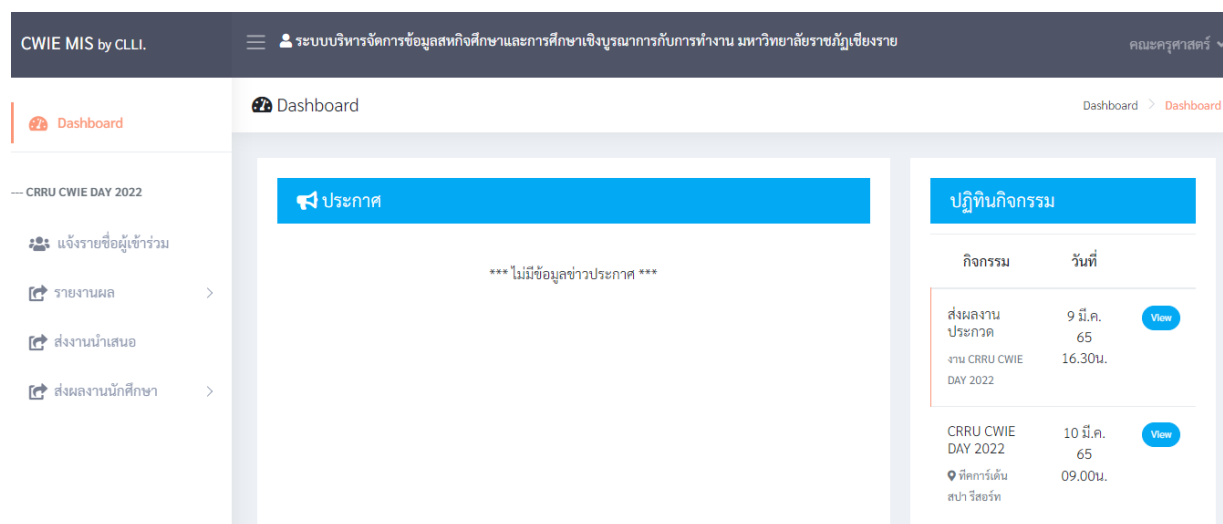 CWIE MIS by CLLI.
ระบบบริหารจัดการข้อมูลสหกิจศึกษาและการศึกษาเชิงบูรณาการกับการทำงาน มหาวิทยาลัยราชภัฏเชียงราย
คณะครุศาสตร์
Dashboard
Dashboard
Dashboard > Dashboard
--- CRRU CWIE DAY 2022
แจ้งรายชื่อผู้เข้าร่วม
รายงานผล
ส่งงานนำเสนอ
ส่งผลงานนักศึกษา
ประกาศ
*** ไม่มีข้อมูลข่าวประกาศ ***
ปฏิทินกิจกรรม
กิจกรรม วันที่
ส่งผลงาน 9 มี.ค. View
ประกวด 65
งาน CRRU CWIE 16.30น.
DAY 2022
CRRU CWIE 10 มี.ค. View
DAY 2022 65
ทีคการ์เด้น 09.00น.
สปา รีสอร์ท